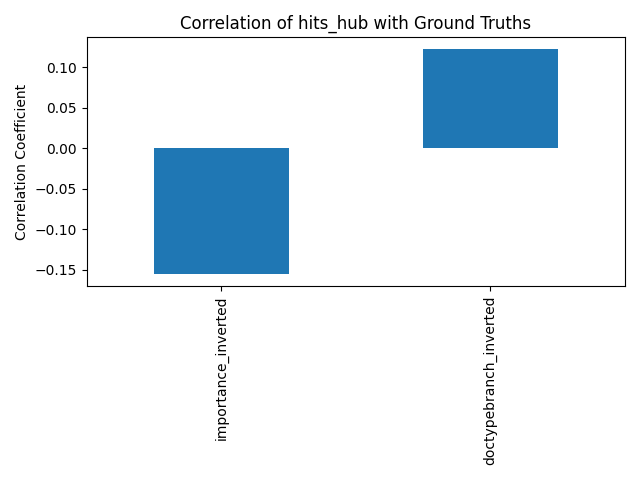 Correlation of hits_hub with Ground Truths
Correlation Coefficient
0.10
0.05
0.00
−0.05
−0.10
−0.15
importance_inverted
doctypebranch_inverted